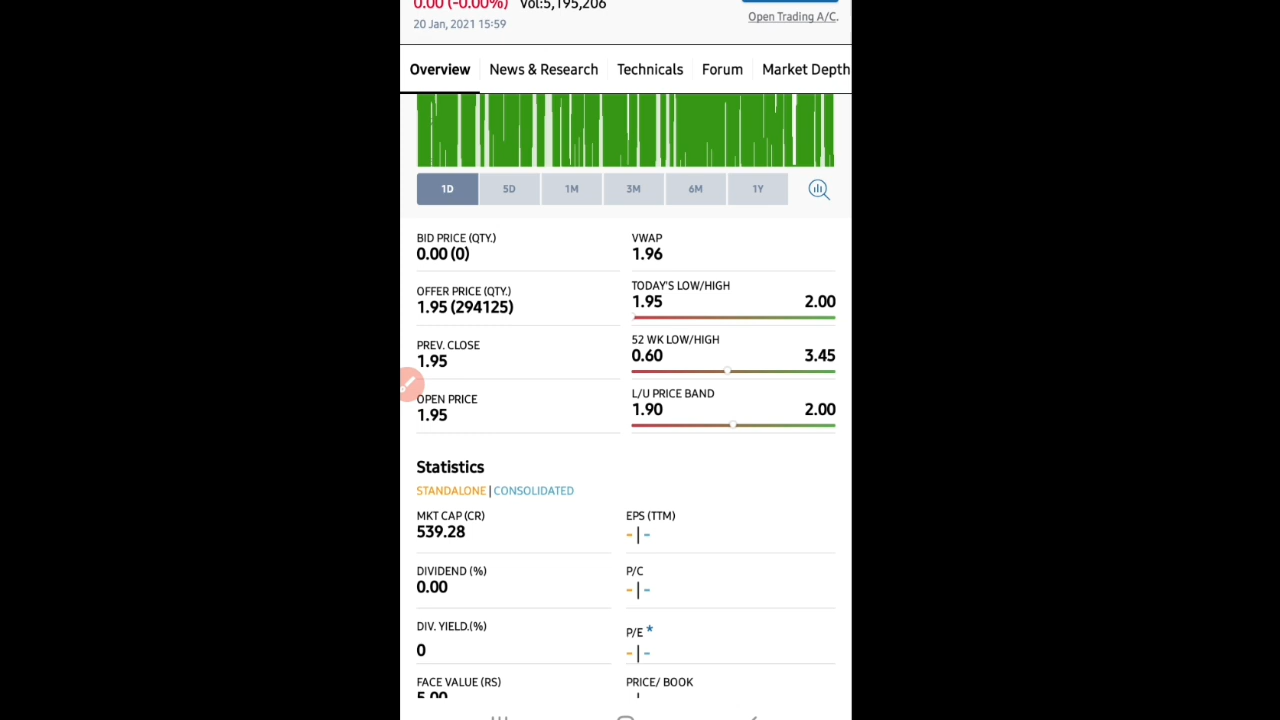 0.00 (-0.00%) Vol:5,195,206
20 Jan, 2021 15:59
Open Trading A/C.
Overview News & Research Technicals Forum Market Depth
1D 5D 1M 3M 6M 1Y
BID PRICE (QTY.)
0.00 (0)
VWAP
1.96
OFFER PRICE (QTY.)
1.95 (294125)
TODAY'S LOW/HIGH
1.95 2.00
PREV. CLOSE
1.95
52 WK LOW/HIGH
0.60 3.45
OPEN PRICE
1.95
L/U PRICE BAND
1.90 2.00
Statistics
STANDALONE | CONSOLIDATED
MKT CAP (CR)
539.28
EPS (TTM)
- | -
DIVIDEND (%)
0.00
P/C
- | -
DIV. YIELD.(%)
0
P/E *
- | -
FACE VALUE (RS)
5.00
PRICE/ BOOK